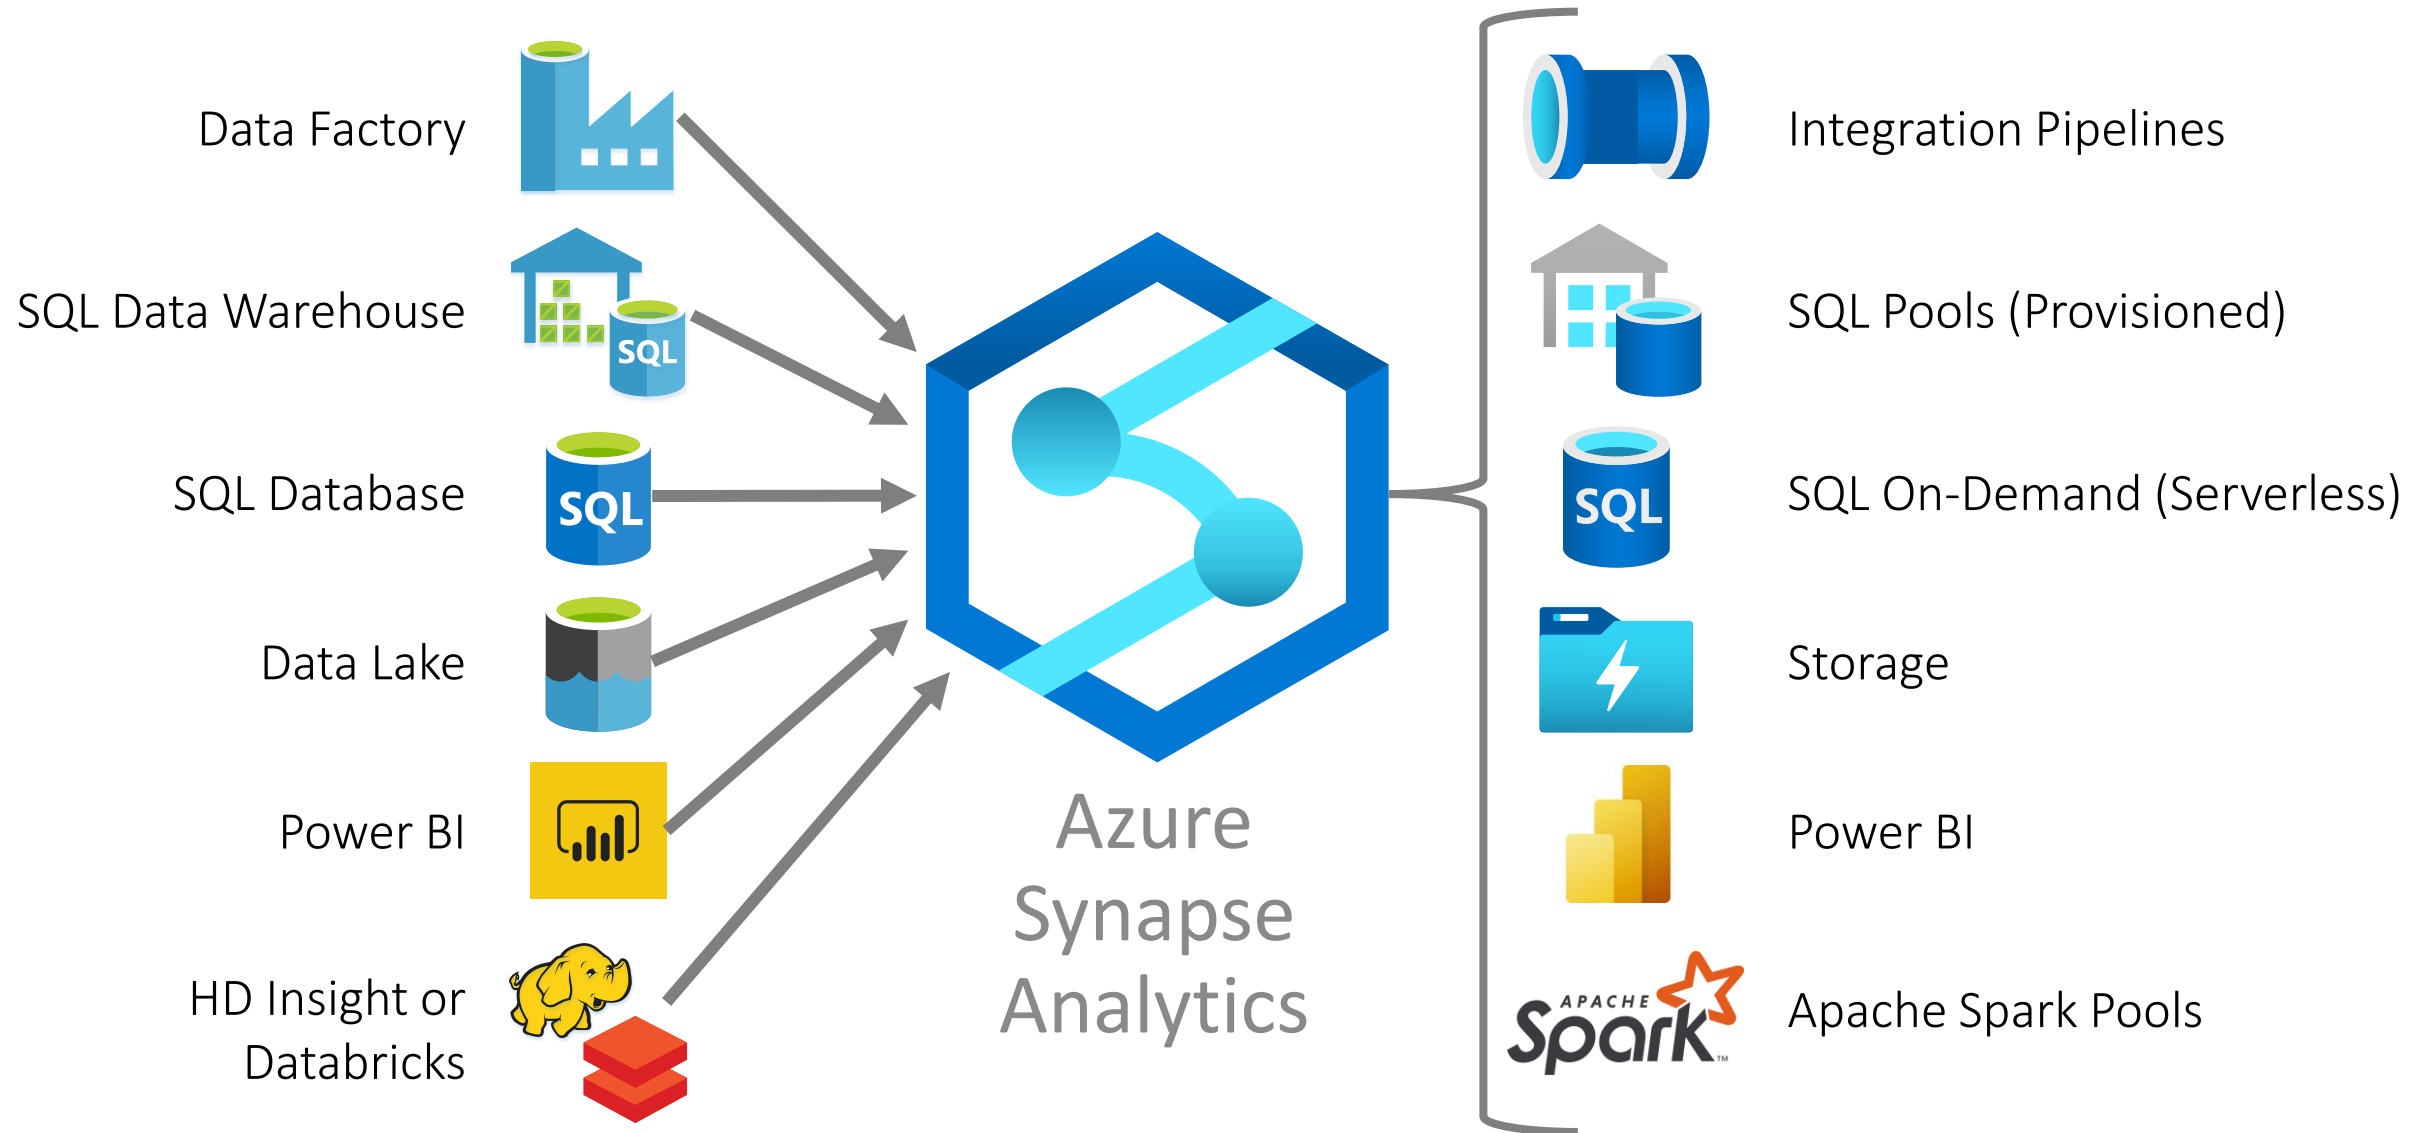 Data Factory
SQL Data Warehouse
SQL
SQL Database
SQL
Data Lake
Power BI
HD Insight or
Databricks
Azure
Synapse
Analytics
Integration Pipelines
SQL Pools (Provisioned)
SQL
SQL On-Demand (Serverless)
Storage
Power BI
APACHE
Spark™
Apache Spark Pools